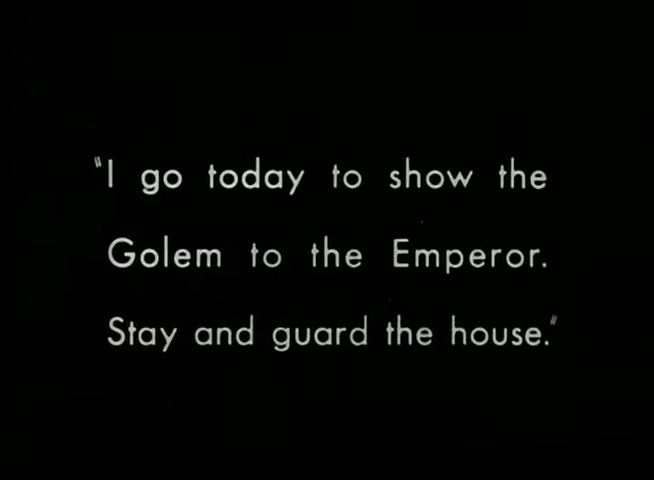 "I go today to show the
Golem to the Emperor.
Stay and guard the house."